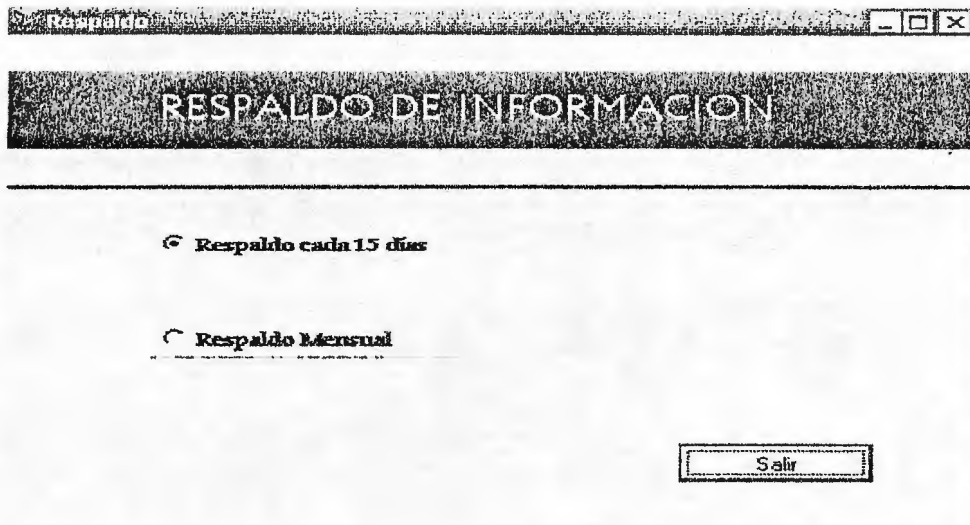 Respaldo
RESPALDO DE INFORMACION
Respaldo cada 15 días
Respaldo Mensual
Salir